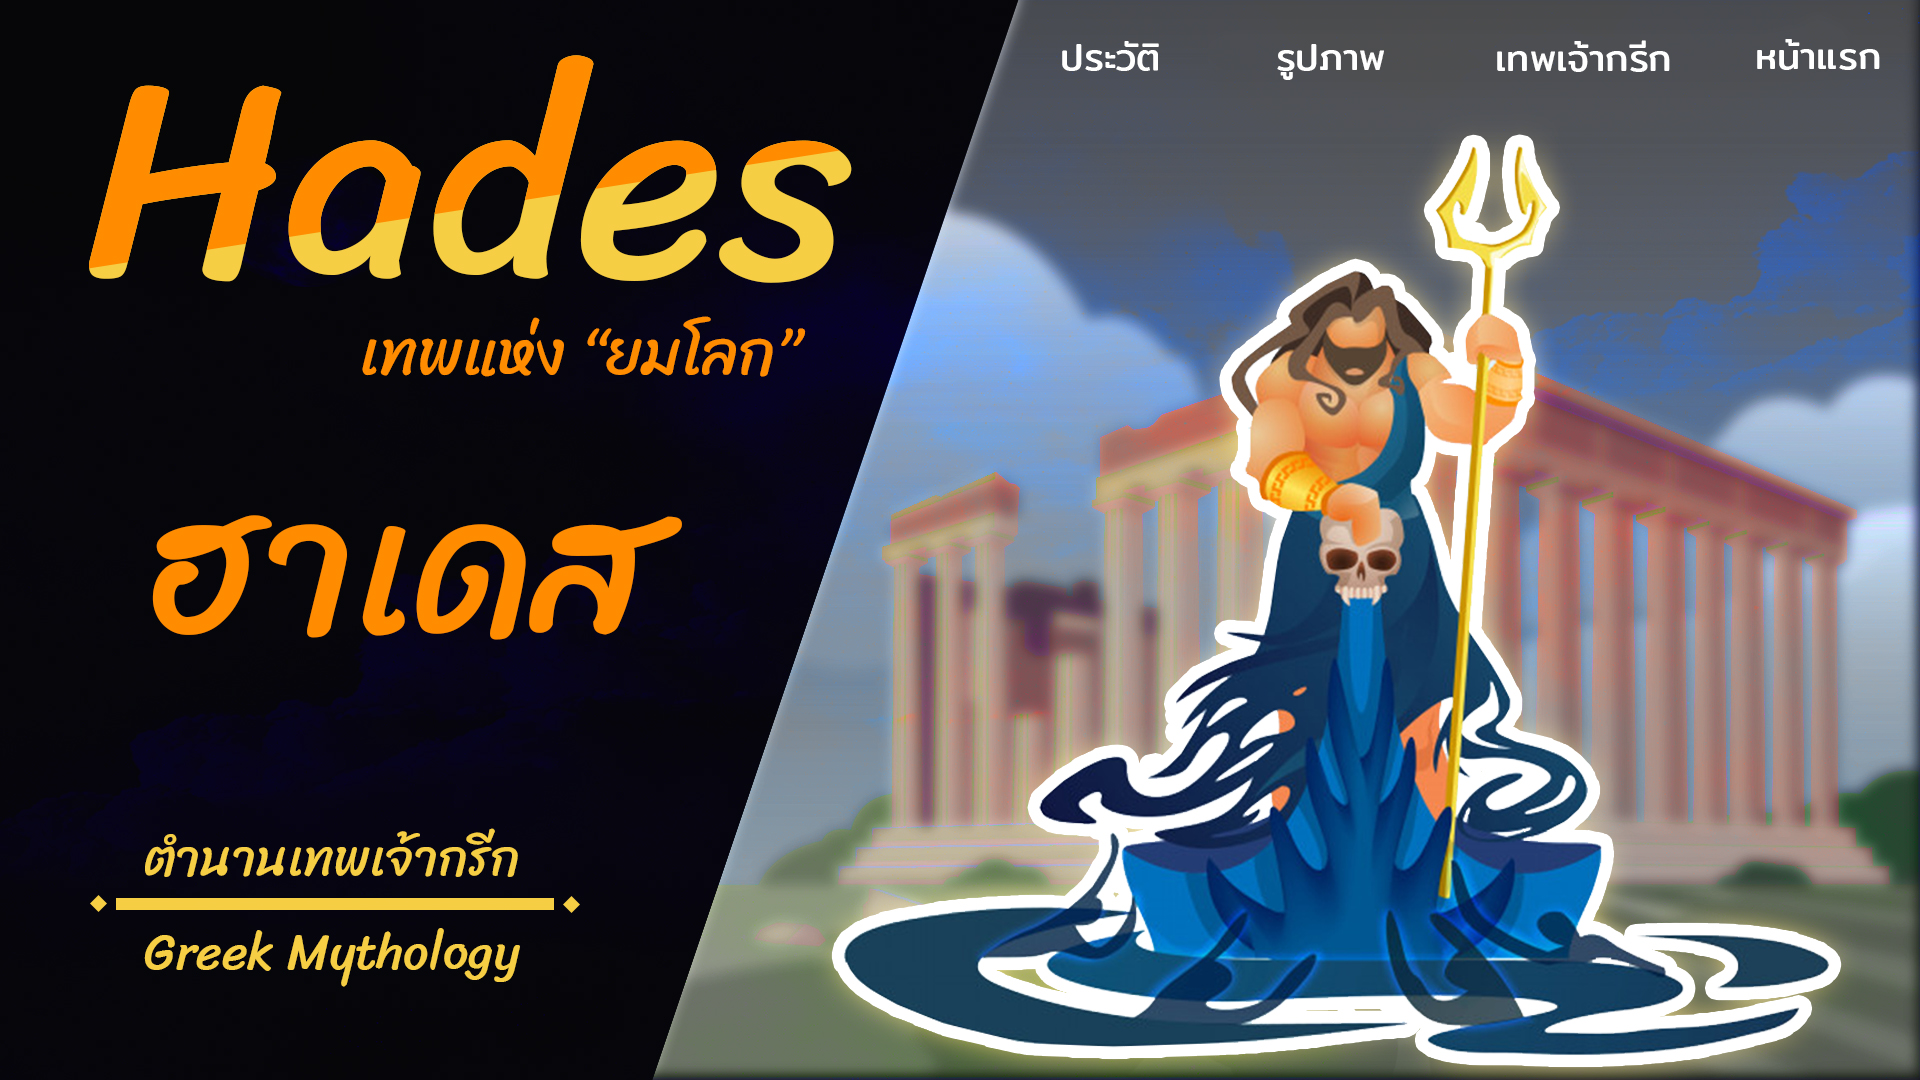 Hades
เทพแห่ง “ยมโลก”
ฮาเดส
ตำนานเทพเจ้ากรีก
Greek Mythology
ประวัติ รูปภาพ เทพเจ้ากรีก หน้าแรก